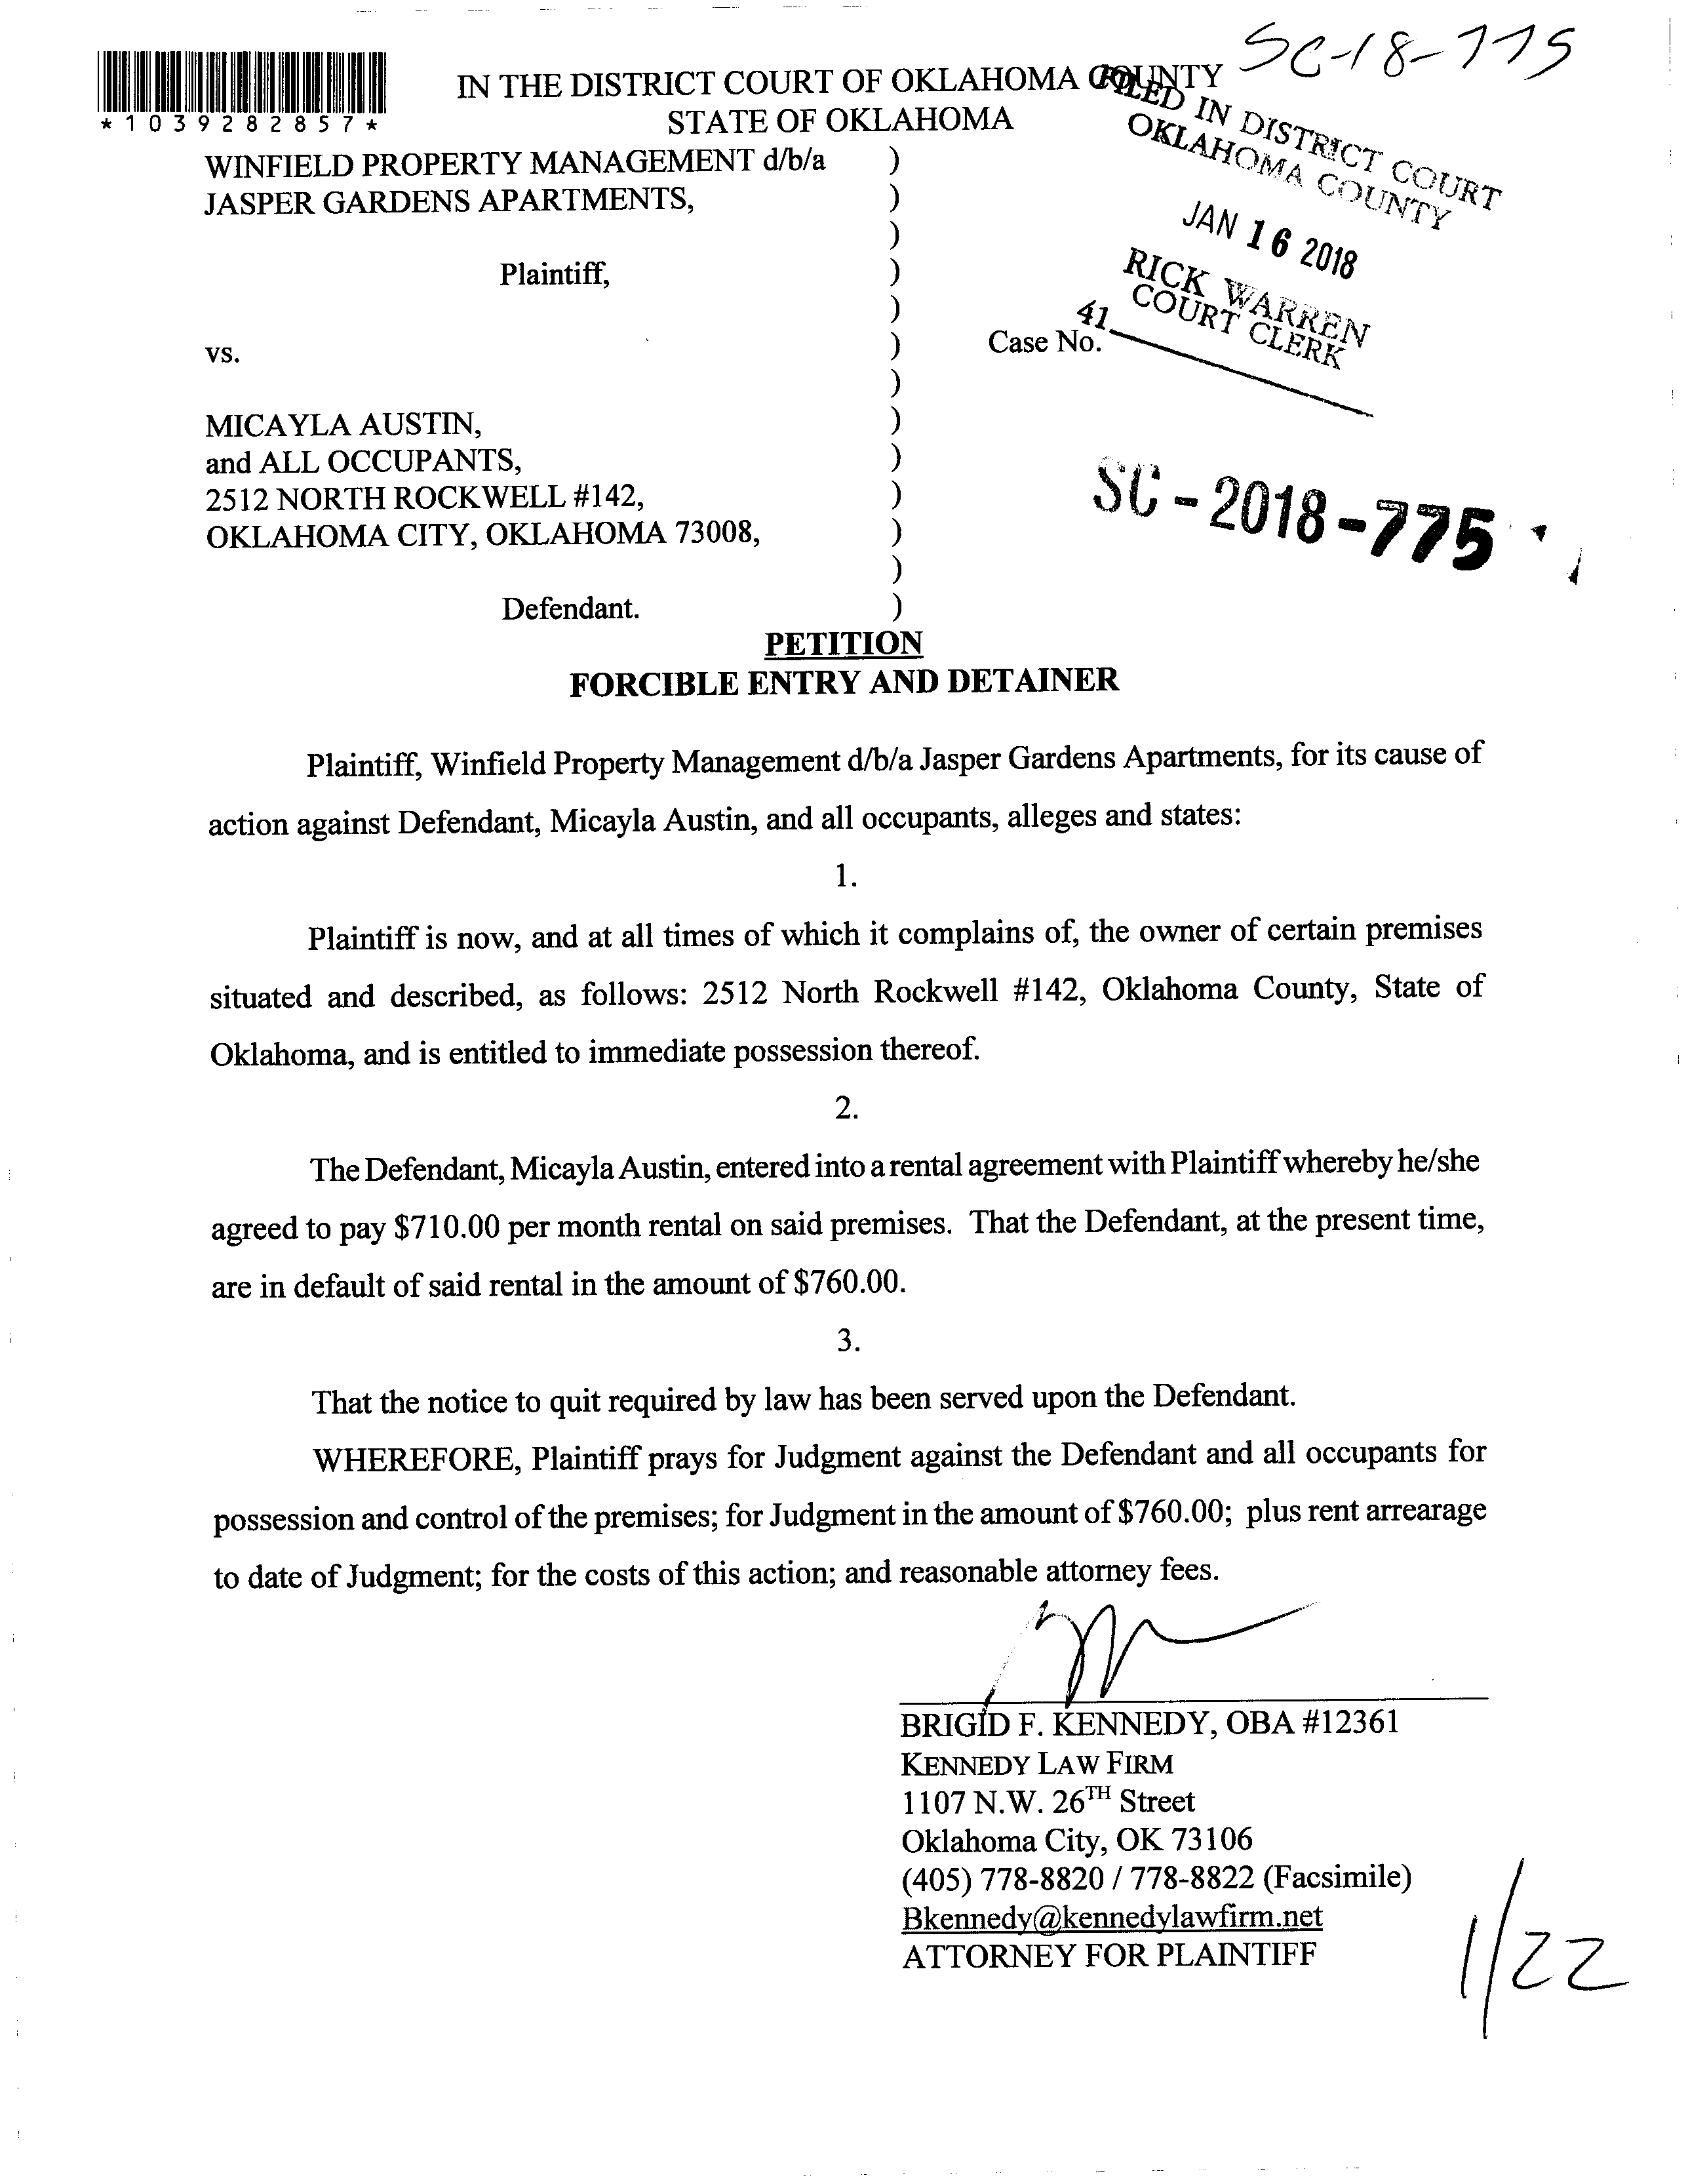 SC-18-775
*1039282857*
IN THE DISTRICT COURT OF OKLAHOMA COUNTY
STATE OF OKLAHOMA
FILED IN DISTRICT COURT
OKLAHOMA COUNTY
JAN 16 2018
RICK WARREN
COURT CLERK
41
WINFIELD PROPERTY MANAGEMENT d/b/a )
JASPER GARDENS APARTMENTS, )
)
Plaintiff, )
)
vs. ) Case No.
)
MICAYLA AUSTIN, )
and ALL OCCUPANTS, )
2512 NORTH ROCKWELL #142, )
OKLAHOMA CITY, OKLAHOMA 73008, )
)
Defendant. )
SC - 2018 - 775
PETITION
FORCIBLE ENTRY AND DETAINER
Plaintiff, Winfield Property Management d/b/a Jasper Gardens Apartments, for its cause of
action against Defendant, Micayla Austin, and all occupants, alleges and states:
1.
Plaintiff is now, and at all times of which it complains of, the owner of certain premises
situated and described, as follows: 2512 North Rockwell #142, Oklahoma County, State of
Oklahoma, and is entitled to immediate possession thereof.
2.
The Defendant, Micayla Austin, entered into a rental agreement with Plaintiff whereby he/she
agreed to pay $710.00 per month rental on said premises. That the Defendant, at the present time,
are in default of said rental in the amount of $760.00.
3.
That the notice to quit required by law has been served upon the Defendant.
WHEREFORE, Plaintiff prays for Judgment against the Defendant and all occupants for
possession and control of the premises; for Judgment in the amount of $760.00; plus rent arrearage
to date of Judgment; for the costs of this action; and reasonable attorney fees.
BRIGID F. KENNEDY, OBA #12361
KENNEDY LAW FIRM
1107 N.W. 26TH Street
Oklahoma City, OK 73106
(405) 778-8820 / 778-8822 (Facsimile)
Bkennedy@kennedylawfirm.net
ATTORNEY FOR PLAINTIFF
1/22